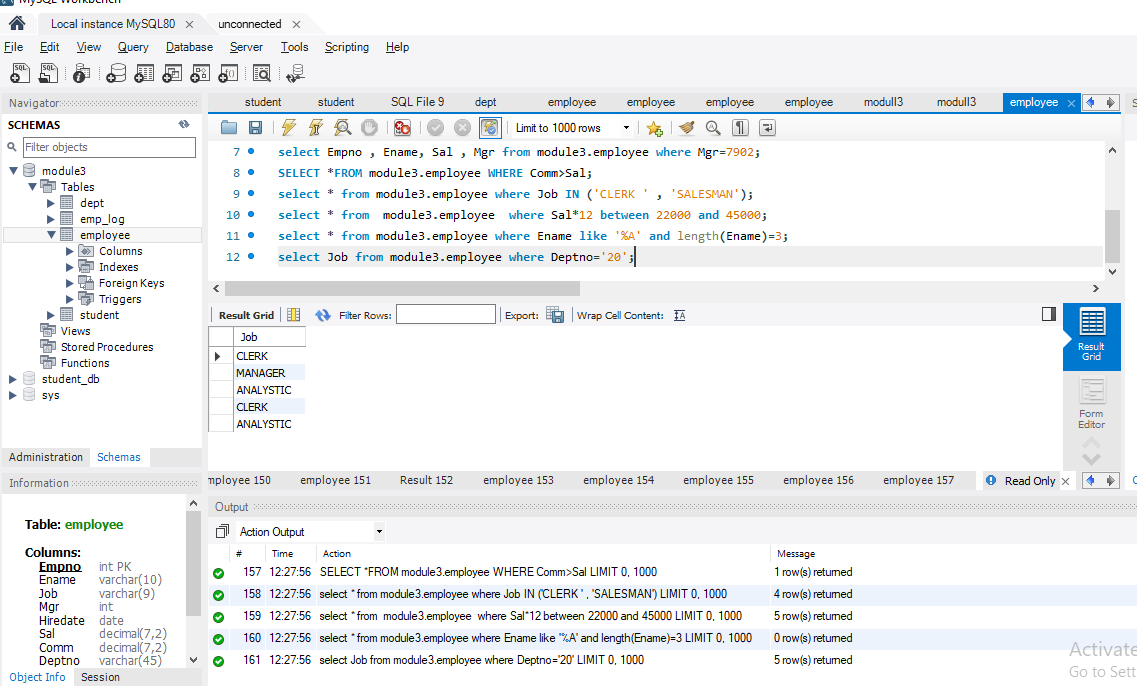 MySQL Workbench
Local instance MySQL80 × unconnected ×
File Edit View Query Database Server Tools Scripting Help
Navigator
student student SQL File 9 dept employee employee employee employee modull3 modull3 employee ×
SCHEMAS
Filter objects
module3
Tables
dept
emp_log
employee
Columns
Indexes
Foreign Keys
Triggers
student
Views
Stored Procedures
Functions
student_db
sys
Administration Schemas
Information
Table: employee
Columns:
Empno int PK
Ename varchar(10)
Job varchar(9)
Mgr int
Hiredate date
Sal decimal(7,2)
Comm decimal(7,2)
Deptno varchar(45)
Object Info Session
Limit to 1000 rows
7 select Empno , Ename, Sal , Mgr from module3.employee where Mgr=7902;
8 SELECT *FROM module3.employee WHERE Comm>Sal;
9 select * from module3.employee where Job IN ('CLERK ' , 'SALESMAN');
10 select * from  module3.employee  where Sal*12 between 22000 and 45000;
11 select * from module3.employee where Ename like '%A' and length(Ename)=3;
12 select Job from module3.employee where Deptno='20';
Result Grid Filter Rows: Export: Wrap Cell Content:
Job
CLERK
MANAGER
ANALYSTIC
CLERK
ANALYSTIC
Result
Grid
Form
Editor
mployee 150 employee 151 Result 152 employee 153 employee 154 employee 155 employee 156 employee 157 Read Only ×
Output
Action Output
# Time Action Message
157 12:27:56 SELECT *FROM module3.employee WHERE Comm>Sal LIMIT 0, 1000 1 row(s) returned
158 12:27:56 select * from module3.employee where Job IN ('CLERK ' , 'SALESMAN') LIMIT 0, 1000 4 row(s) returned
159 12:27:56 select * from  module3.employee  where Sal*12 between 22000 and 45000 LIMIT 0, 1000 5 row(s) returned
160 12:27:56 select * from module3.employee where Ename like '%A' and length(Ename)=3 LIMIT 0, 1000 0 row(s) returned
161 12:27:56 select Job from module3.employee where Deptno='20' LIMIT 0, 1000 5 row(s) returned
Activate
Go to Sett